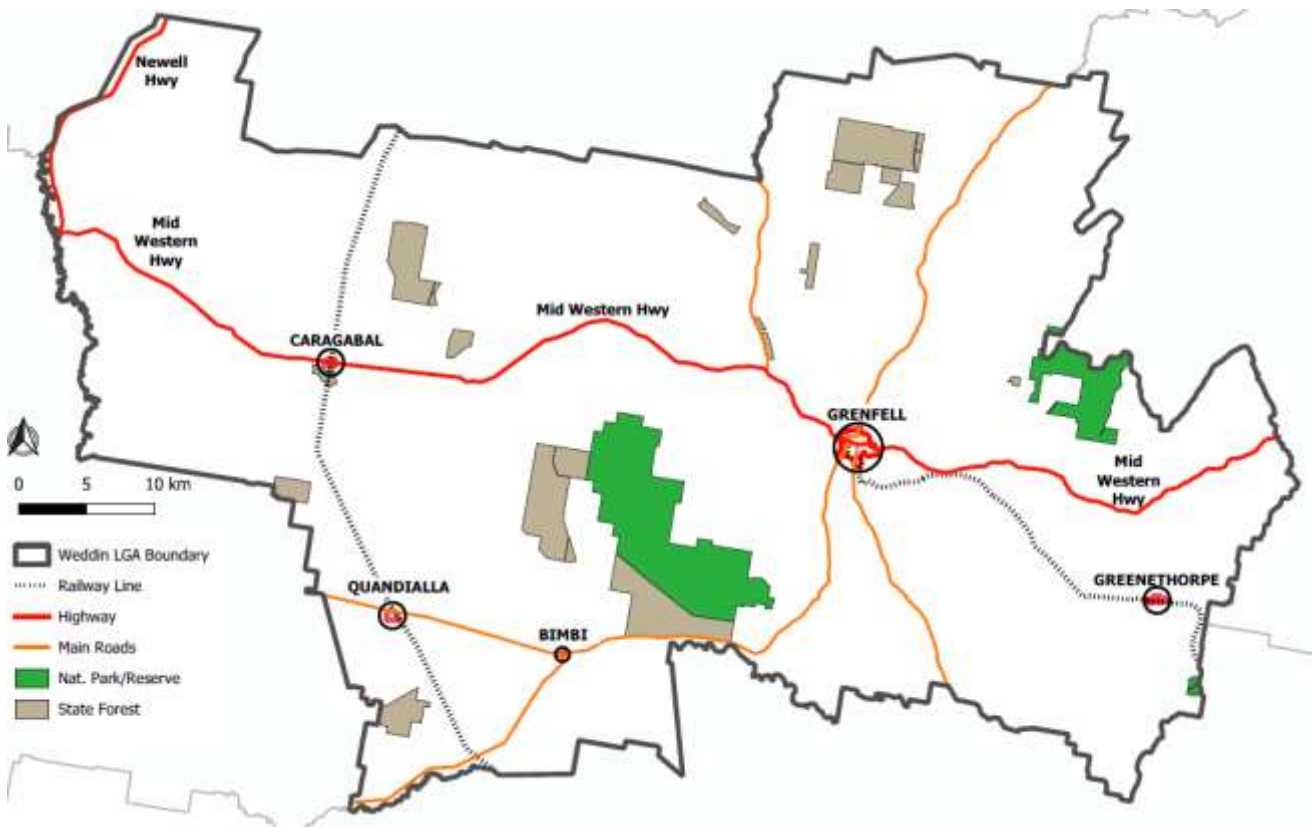 Newell
Hwy
Mid
Western
Hwy
Mid Western Hwy
CARAGABAL
GRENFELL
Mid
Western
Hwy
0 5 10 km
Weddin LGA Boundary
Railway Line
Highway
Main Roads
Nat. Park/Reserve
State Forest
QUANDIALLA
BIMBI
GREENETHORPE